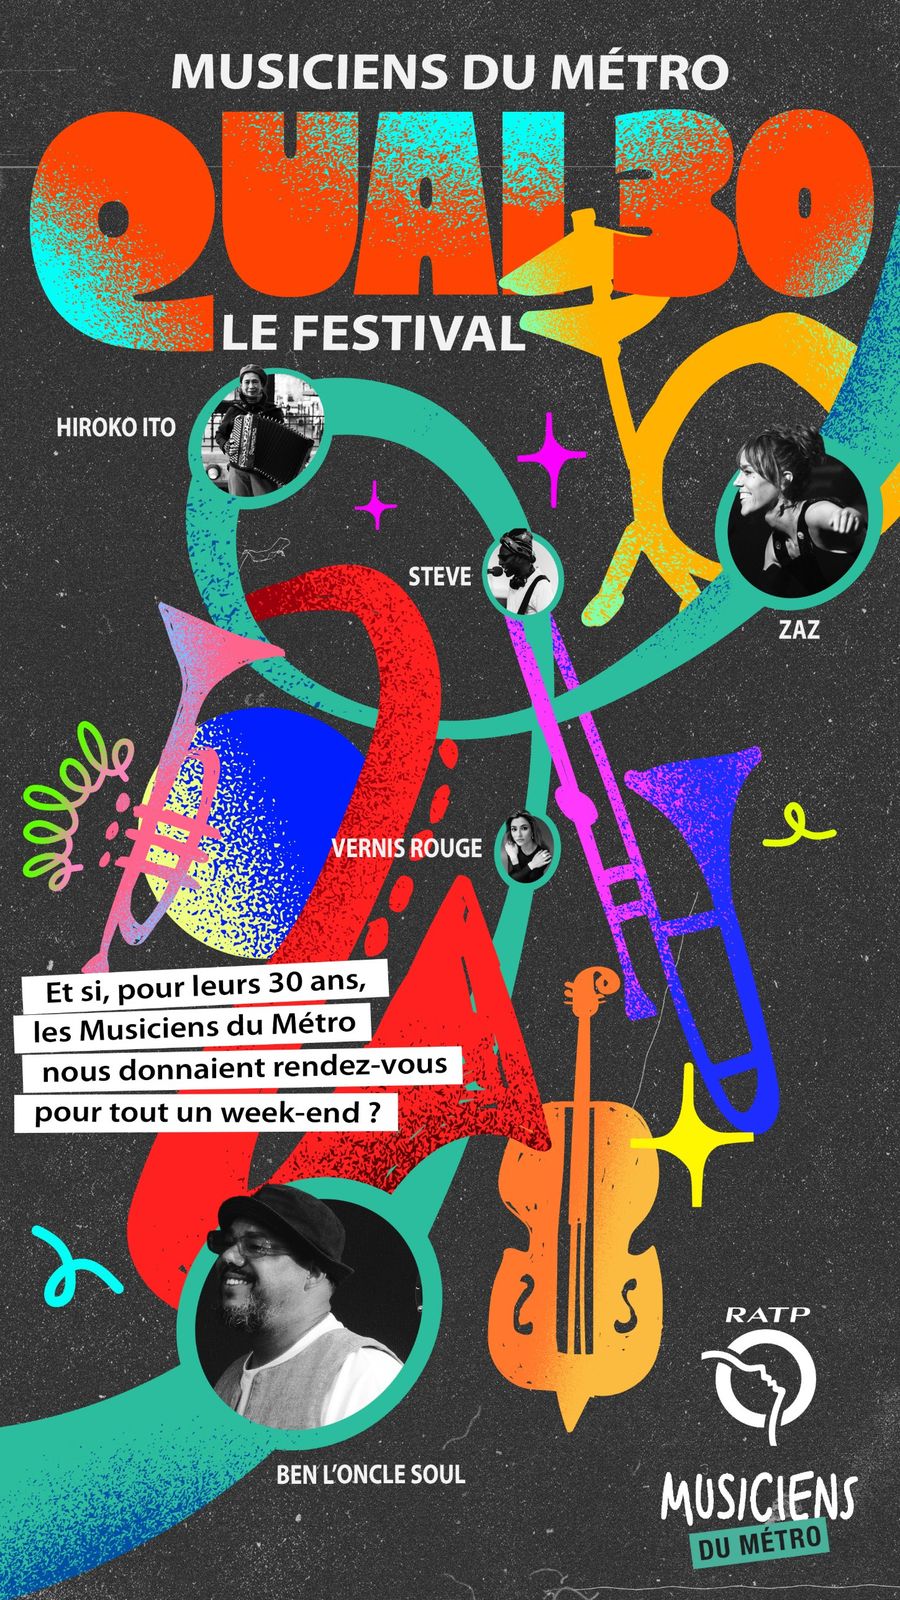 MUSICIENS DU MÉTRO
QUAI 30
LE FESTIVAL
HIROKO ITO
STEVE
ZAZ
VERNIS ROUGE
Et si, pour leurs 30 ans,
les Musiciens du Métro
nous donnaient rendez-vous
pour tout un week-end ?
BEN L'ONCLE SOUL
RATP
MUSICIENS
DU MÉTRO